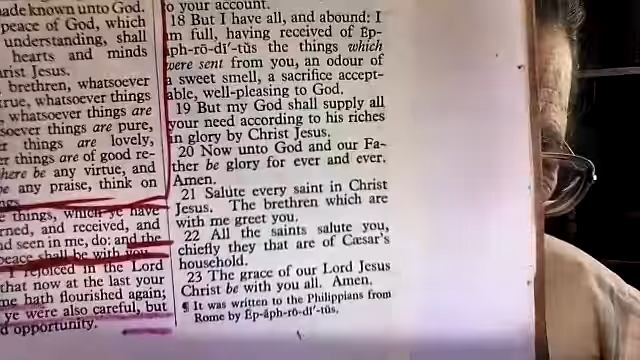 ade known unto God.
peace of God, which
understanding, shall
hearts and minds
rist Jesus.
brethren, whatsoever
true, whatsoever things
, whatsoever things are
soever things are pure,
r things are lovely,
er things are of good re-
here be any virtue, and
e any praise, think on
ngs.
e things, which ye have
rned, and received, and
nd seen in me, do: and the
peace shall be with you.
I rejoiced in the Lord
that now at the last your
me hath flourished again;
ye were also careful, but
d opportunity.
o your account.
18 But I have all, and abound: I
am full, having received of Ep-
aph-rō-dī′-tŭs the things which
were sent from you, an odour of
a sweet smell, a sacrifice accept-
able, well-pleasing to God.
19 But my God shall supply all
your need according to his riches
in glory by Christ Jesus.
20 Now unto God and our Fa-
ther be glory for ever and ever.
Amen.
21 Salute every saint in Christ
Jesus. The brethren which are
with me greet you.
22 All the saints salute you,
chiefly they that are of Cæsar's
household.
23 The grace of our Lord Jesus
Christ be with you all. Amen.
¶ It was written to the Philippians from
Rome by Ĕp-ăph-rō-dī′-tŭs.